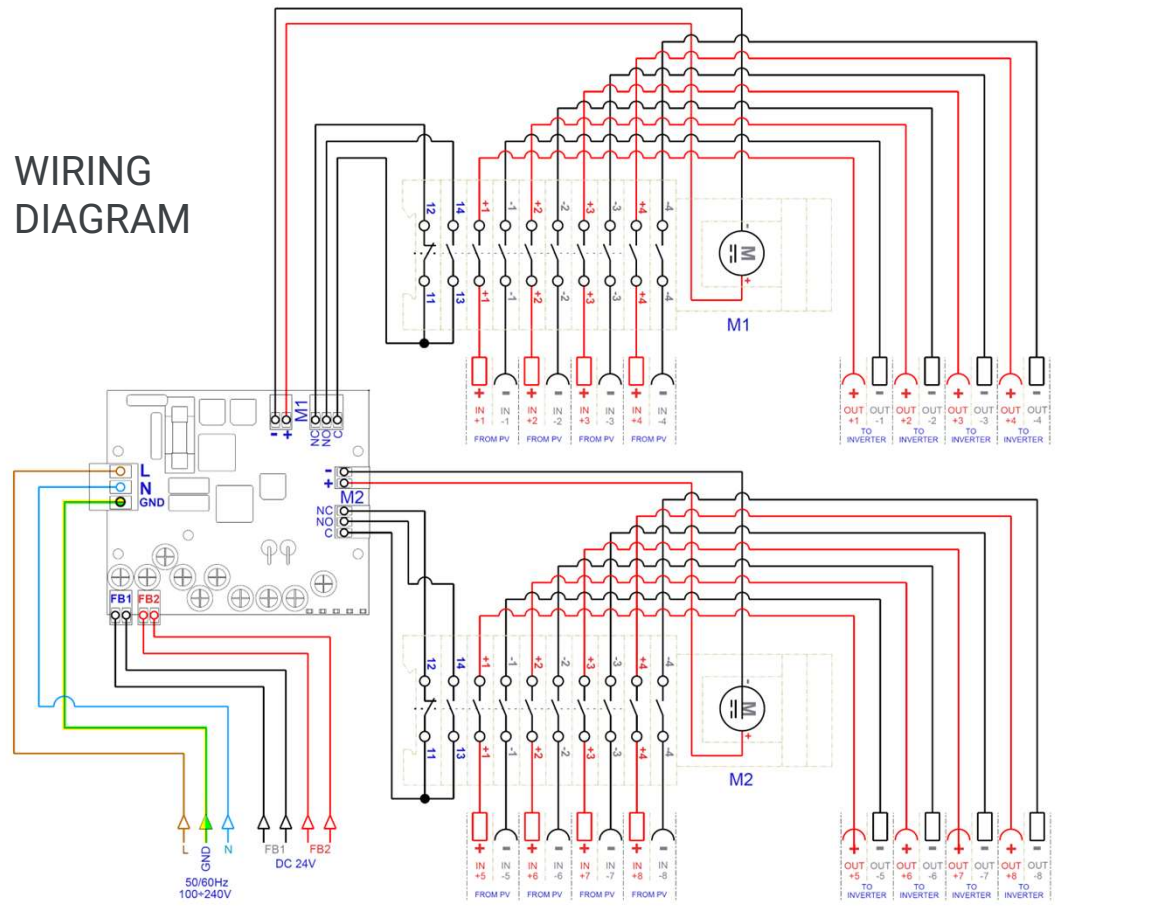 WIRING
DIAGRAM
12 14 +1 -1 +2 -2 +3 -3 +4 -4
11 13 +1 -1 +2 -2 +3 -3 +4 -4
-
M
+
M1
+ - + - + - + -
IN IN IN IN IN IN IN IN
+1 -1 +2 -2 +3 -3 +4 -4
FROM PV FROM PV FROM PV FROM PV
+ - + - + - + -
OUT OUT OUT OUT OUT OUT OUT OUT
+1 -1 +2 -2 +3 -3 +4 -4
TO TO TO TO
INVERTER INVERTER INVERTER INVERTER
- + M1 NC NO C
L
N
GND
-
+
M2
NC
NO
C
FB1 FB2
12 14 +1 -1 +2 -2 +3 -3 +4 -4
11 13 +1 -1 +2 -2 +3 -3 +4 -4
-
M
+
M2
+ - + - + - + -
IN IN IN IN IN IN IN IN
+5 -5 +6 -6 +7 -7 +8 -8
FROM PV FROM PV FROM PV FROM PV
+ - + - + - + -
OUT OUT OUT OUT OUT OUT OUT OUT
+5 -5 +6 -6 +7 -7 +8 -8
TO TO TO TO
INVERTER INVERTER INVERTER INVERTER
L GND N FB1 FB2
DC 24V
50/60Hz
100÷240V